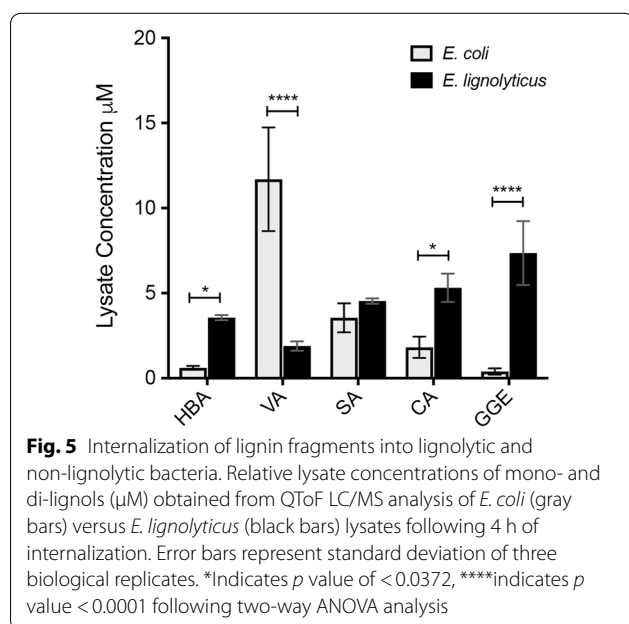 20
15
10
5
0
Lysate Concentration µM
E. coli
E. lignolyticus
****
*
*
****
HBA
VA
SA
CA
GGE
Fig. 5 Internalization of lignin fragments into lignolytic and
non-lignolytic bacteria. Relative lysate concentrations of mono- and
di-lignols (µM) obtained from QToF LC/MS analysis of E. coli (gray
bars) versus E. lignolyticus (black bars) lysates following 4 h of
internalization. Error bars represent standard deviation of three
biological replicates. *Indicates p value of < 0.0372, ****indicates p
value < 0.0001 following two-way ANOVA analysis